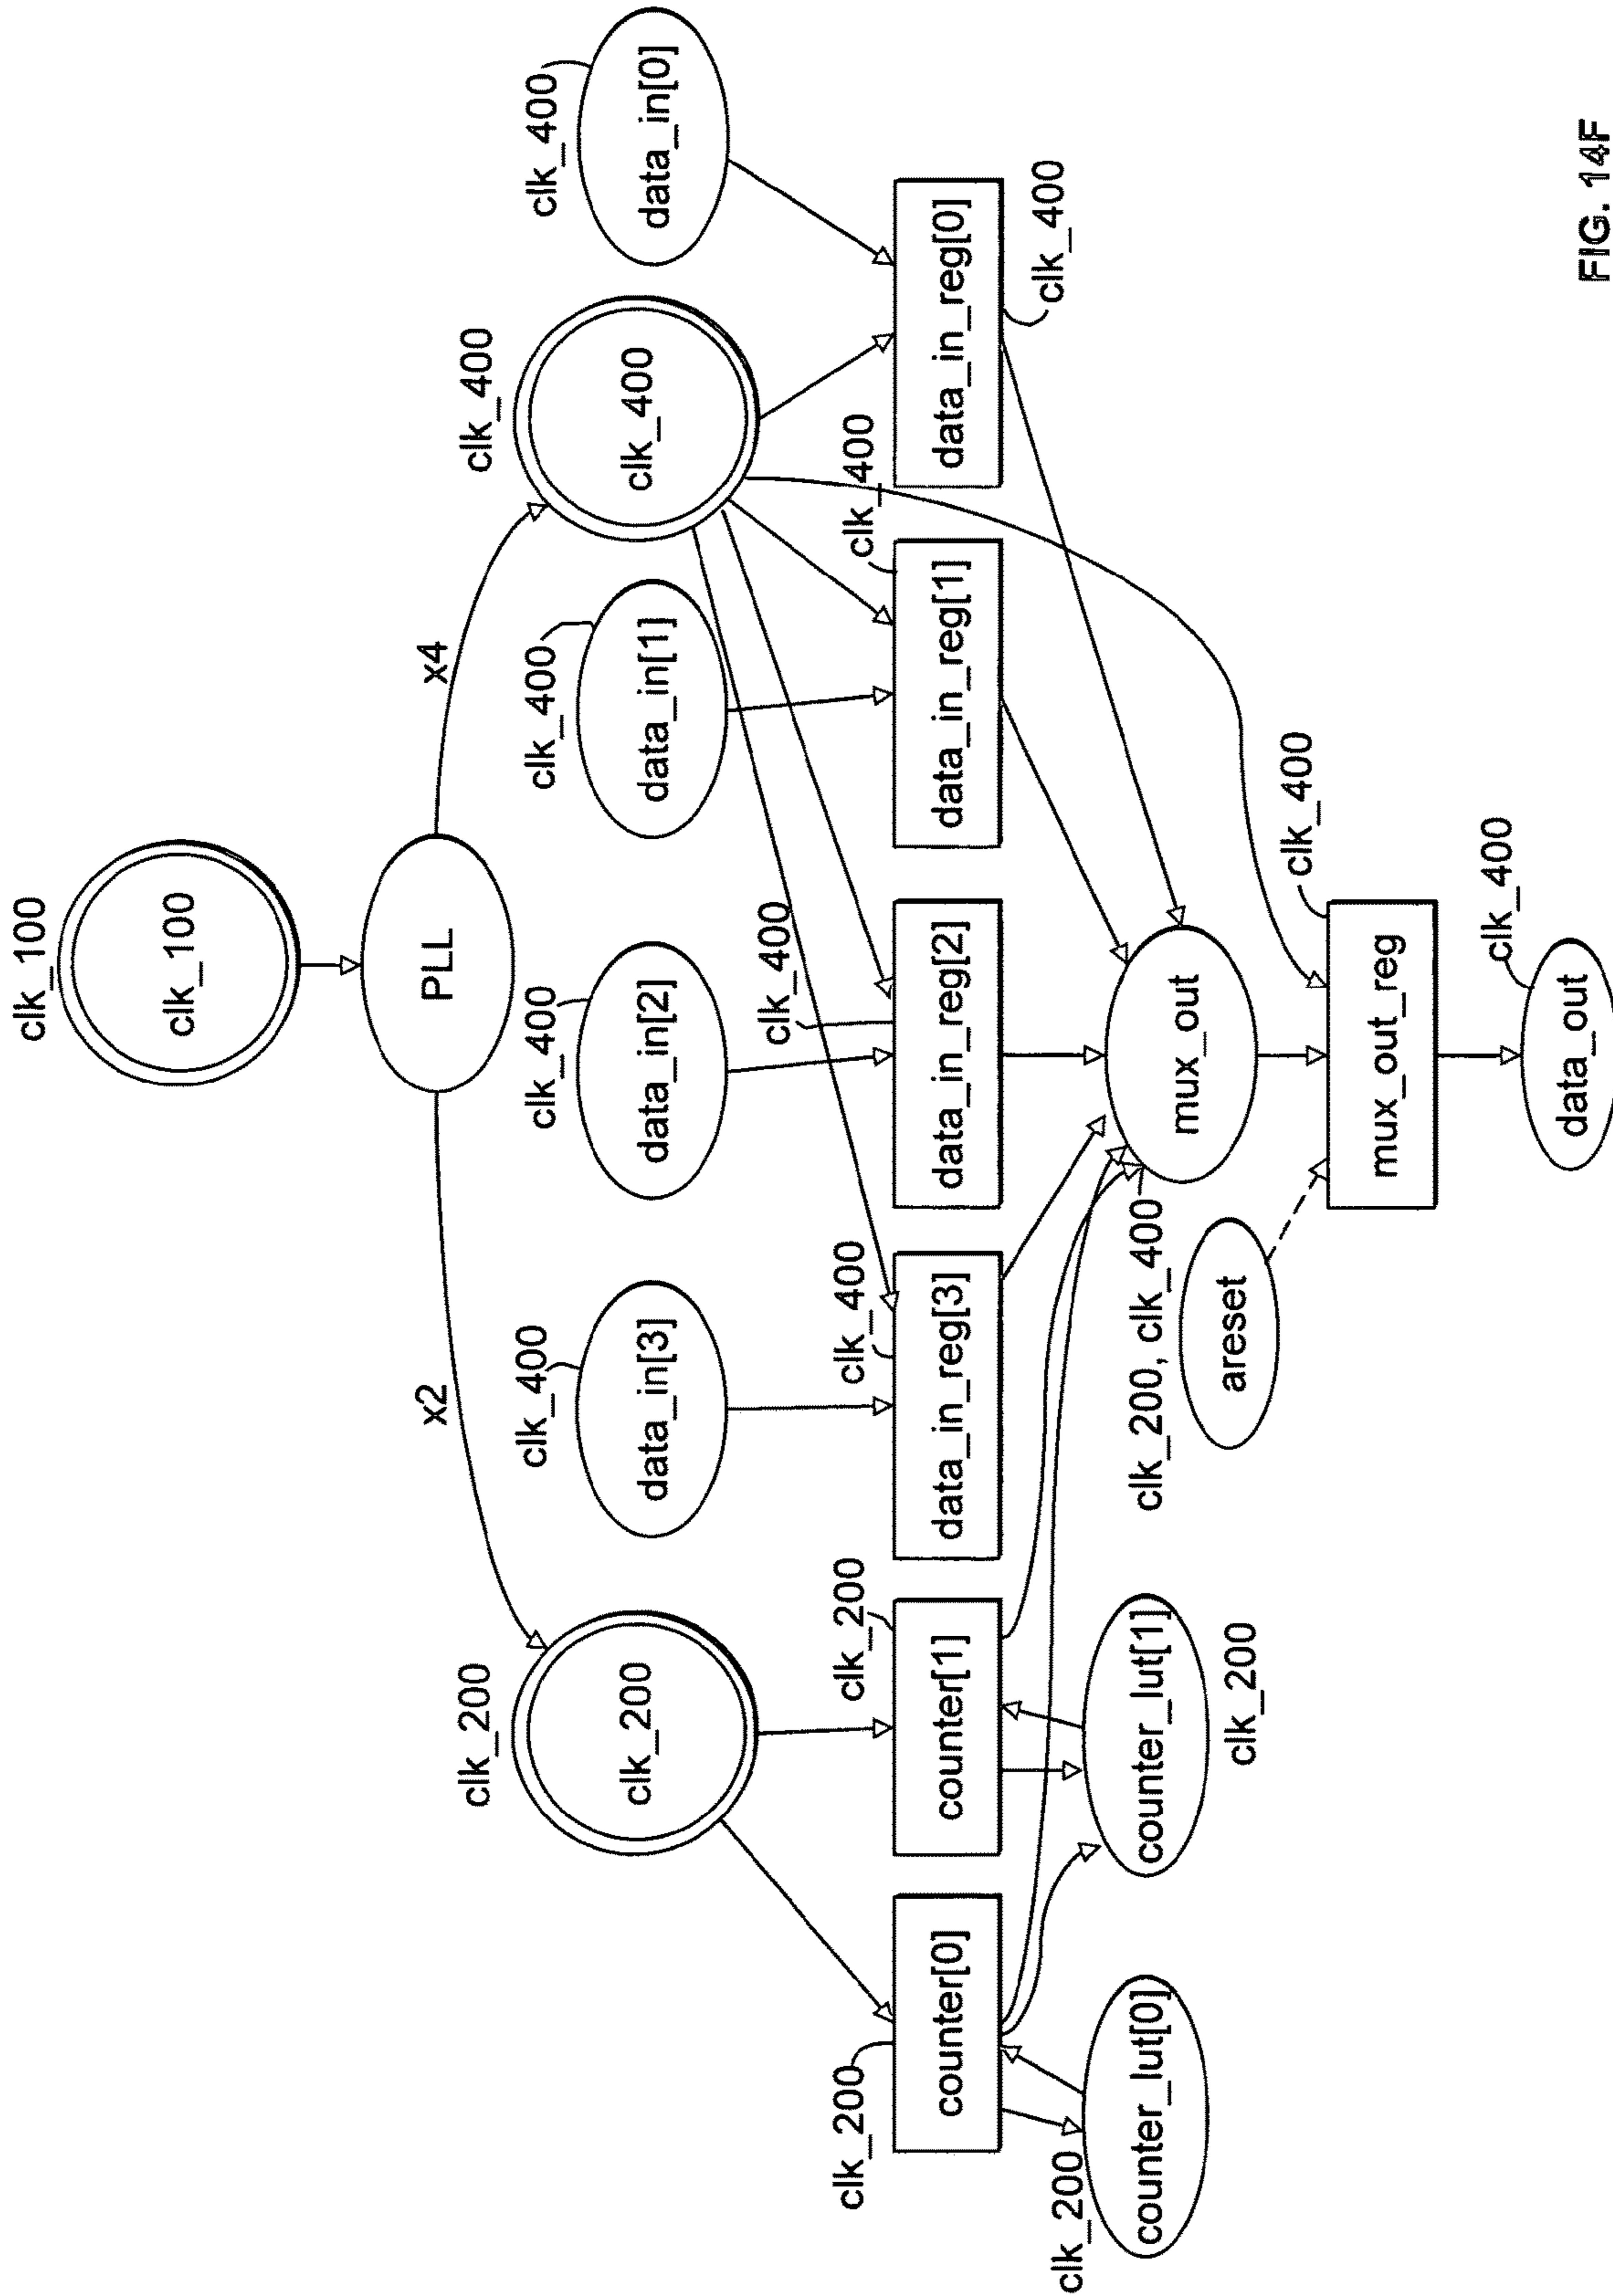 clk_100
clk_100
PLL
x2
x4
clk_200
clk_200
clk_400
data_in[3]
clk_400
data_in[2]
clk_400
data_in[1]
clk_400
clk_400
clk_400
data_in[0]
clk_200
counter[0]
clk_200
counter[1]
clk_400
data_in_reg[3]
clk_400
data_in_reg[2]
clk_400
data_in_reg[1]
data_in_reg[0]
clk_400
clk_200
counter_lut[0]
counter_lut[1]
clk_200
clk_200, clk_400
mux_out
areset
clk_400
mux_out_reg
clk_400
data_out
FIG. 14F